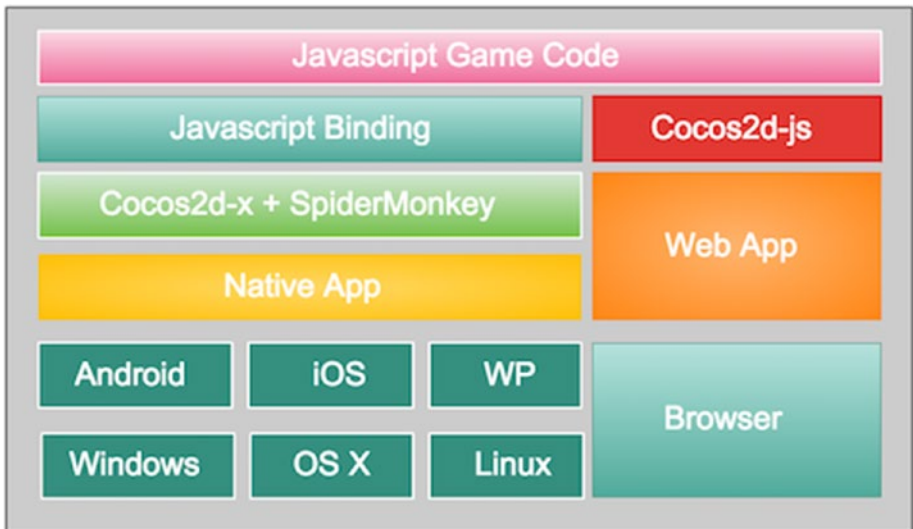 Javascript Game Code
Javascript Binding
Cocos2d-js
Cocos2d-x + SpiderMonkey
Web App
Native App
Android
iOS
WP
Browser
Windows
OS X
Linux